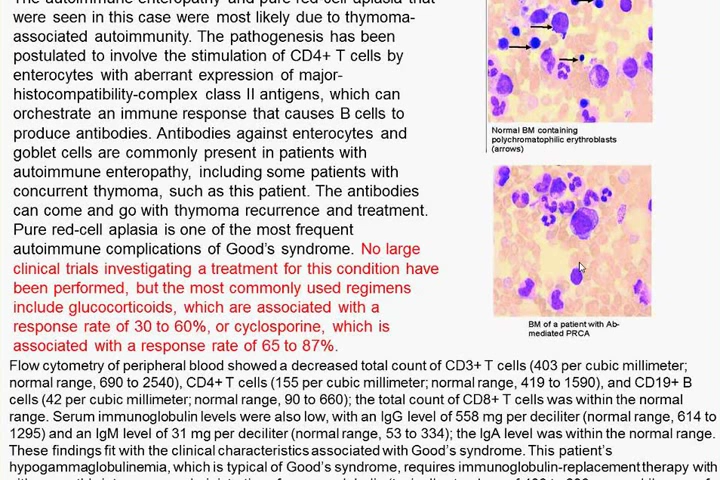 The autoimmune enteropathy and pure red-cell aplasia that
were seen in this case were most likely due to thymoma-
associated autoimmunity. The pathogenesis has been
postulated to involve the stimulation of CD4+ T cells by
enterocytes with aberrant expression of major-
histocompatibility-complex class II antigens, which can
orchestrate an immune response that causes B cells to
produce antibodies. Antibodies against enterocytes and
goblet cells are commonly present in patients with
autoimmune enteropathy, including some patients with
concurrent thymoma, such as this patient. The antibodies
can come and go with thymoma recurrence and treatment.
Pure red-cell aplasia is one of the most frequent
autoimmune complications of Good's syndrome. No large
clinical trials investigating a treatment for this condition have
been performed, but the most commonly used regimens
include glucocorticoids, which are associated with a
response rate of 30 to 60%, or cyclosporine, which is
associated with a response rate of 65 to 87%.
Normal BM containing
polychromatophilic erythroblasts
(arrows)
BM of a patient with Ab-
mediated PRCA
Flow cytometry of peripheral blood showed a decreased total count of CD3+ T cells (403 per cubic millimeter;
normal range, 690 to 2540), CD4+ T cells (155 per cubic millimeter; normal range, 419 to 1590), and CD19+ B
cells (42 per cubic millimeter; normal range, 90 to 660); the total count of CD8+ T cells was within the normal
range. Serum immunoglobulin levels were also low, with an IgG level of 558 mg per deciliter (normal range, 614 to
1295) and an IgM level of 31 mg per deciliter (normal range, 53 to 334); the IgA level was within the normal range.
These findings fit with the clinical characteristics associated with Good's syndrome. This patient's
hypogammaglobulinemia, which is typical of Good's syndrome, requires immunoglobulin-replacement therapy with